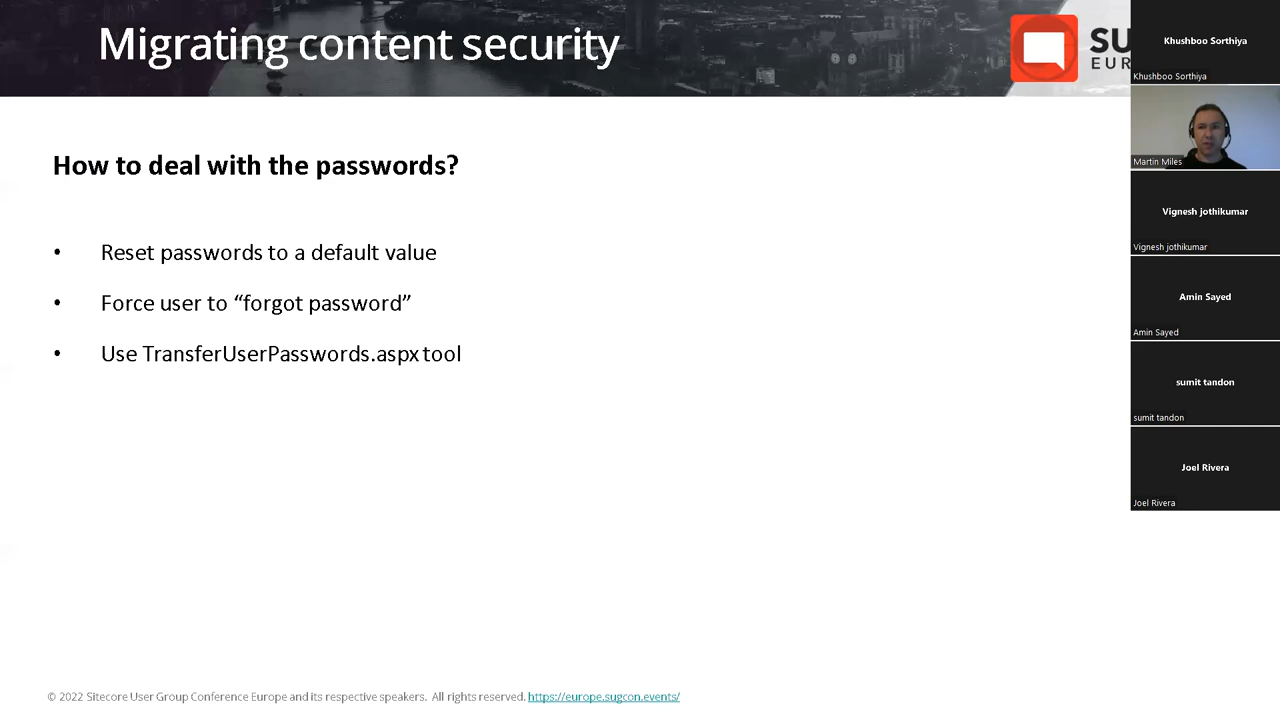 Migrating content security
SU
EUR
How to deal with the passwords?
• Reset passwords to a default value
• Force user to “forgot password”
• Use TransferUserPasswords.aspx tool
© 2022 Sitecore User Group Conference Europe and its respective speakers. All rights reserved. https://europe.sugcon.events/
Khushboo Sorthiya
Khushboo Sorthiya
Martin Miles
Vignesh jothikumar
Vignesh jothikumar
Amin Sayed
Amin Sayed
sumit tandon
sumit tandon
Joel Rivera
Joel Rivera